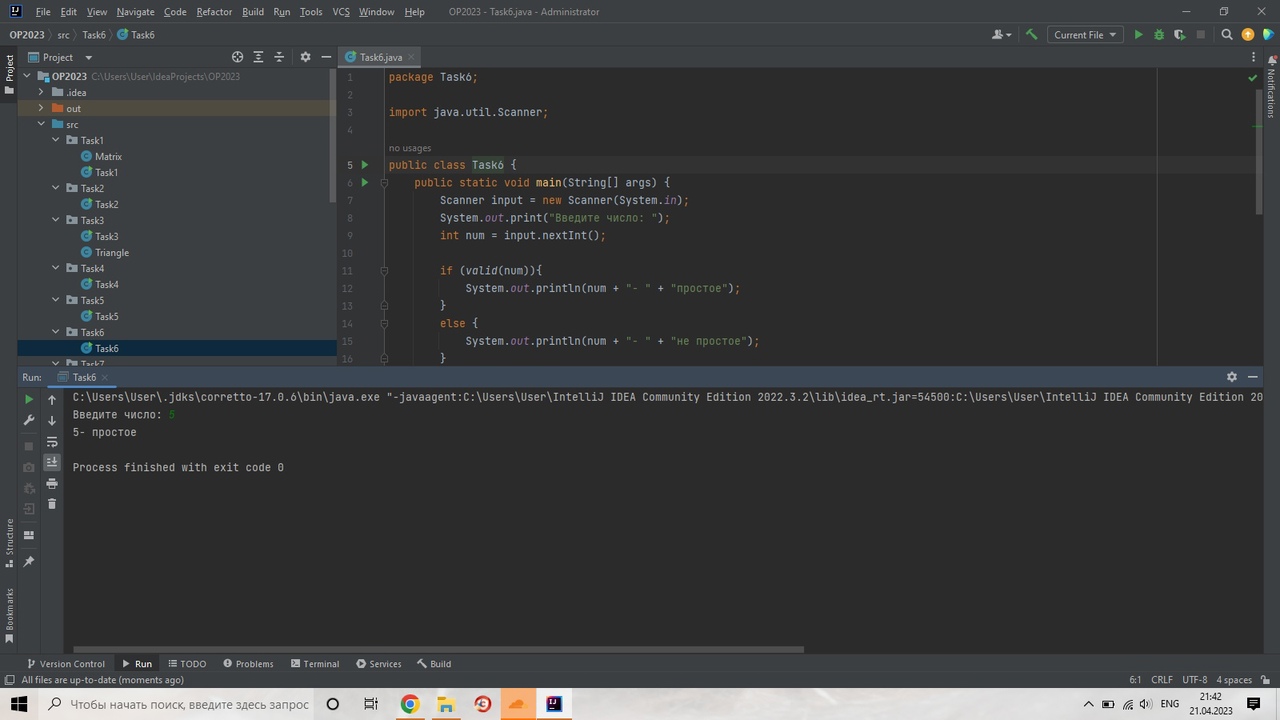 File Edit View Navigate Code Refactor Build Run Tools VCS Window Help OP2023 - Task6.java - Administrator
OP2023 src Task6 Task6 Current File
Project Task6.java
OP2023 C:\Users\User\IdeaProjects\OP2023
.idea
out
src
Task1
Matrix
Task1
Task2
Task2
Task3
Task3
Triangle
Task4
Task4
Task5
Task5
Task6
Task6
Task7
1 package Task6;
2
3 import java.util.Scanner;
4
no usages
5 public class Task6 {
6 public static void main(String[] args) {
7 Scanner input = new Scanner(System.in);
8 System.out.print("Введите число: ");
9 int num = input.nextInt();
10
11 if (valid(num)){
12 System.out.println(num + "- " + "простое");
13 }
14 else {
15 System.out.println(num + "- " + "не простое");
16 }
Project
Notifications
Run: Task6
C:\Users\User\.jdks\corretto-17.0.6\bin\java.exe "-javaagent:C:\Users\User\IntelliJ IDEA Community Edition 2022.3.2\lib\idea_rt.jar=54500:C:\Users\User\IntelliJ IDEA Community Edition 20
Введите число: 5
5- простое
Process finished with exit code 0
Structure
Bookmarks
Version Control Run TODO Problems Terminal Services Build
All files are up-to-date (moments ago) 6:1 CRLF UTF-8 4 spaces
Чтобы начать поиск, введите здесь запрос ENG 21:42
21.04.2023